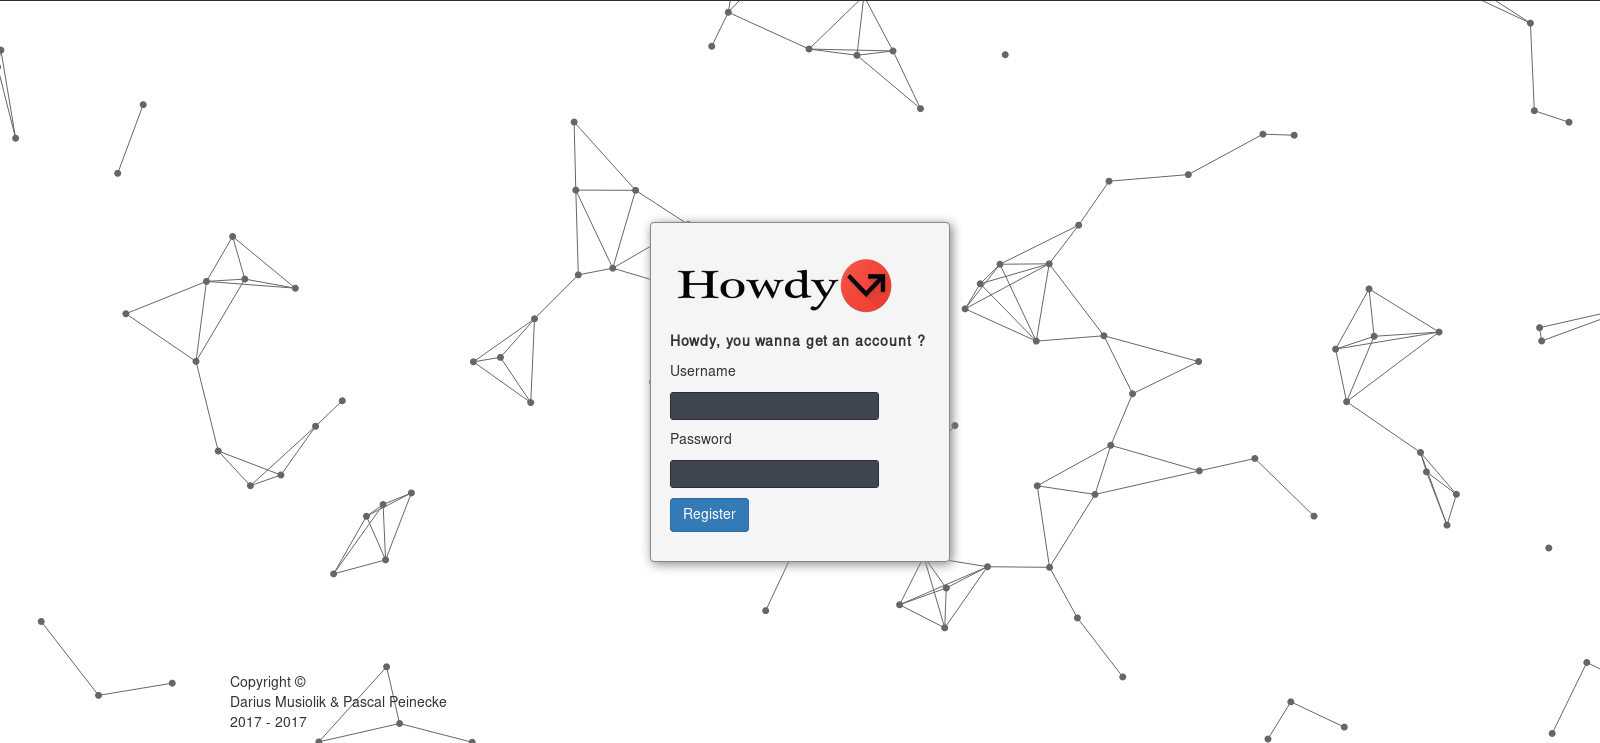 Howdy
Howdy, you wanna get an account ?
Username
Password
Register
Copyright ©
Darius Musiolik & Pascal Peinecke
2017 - 2017